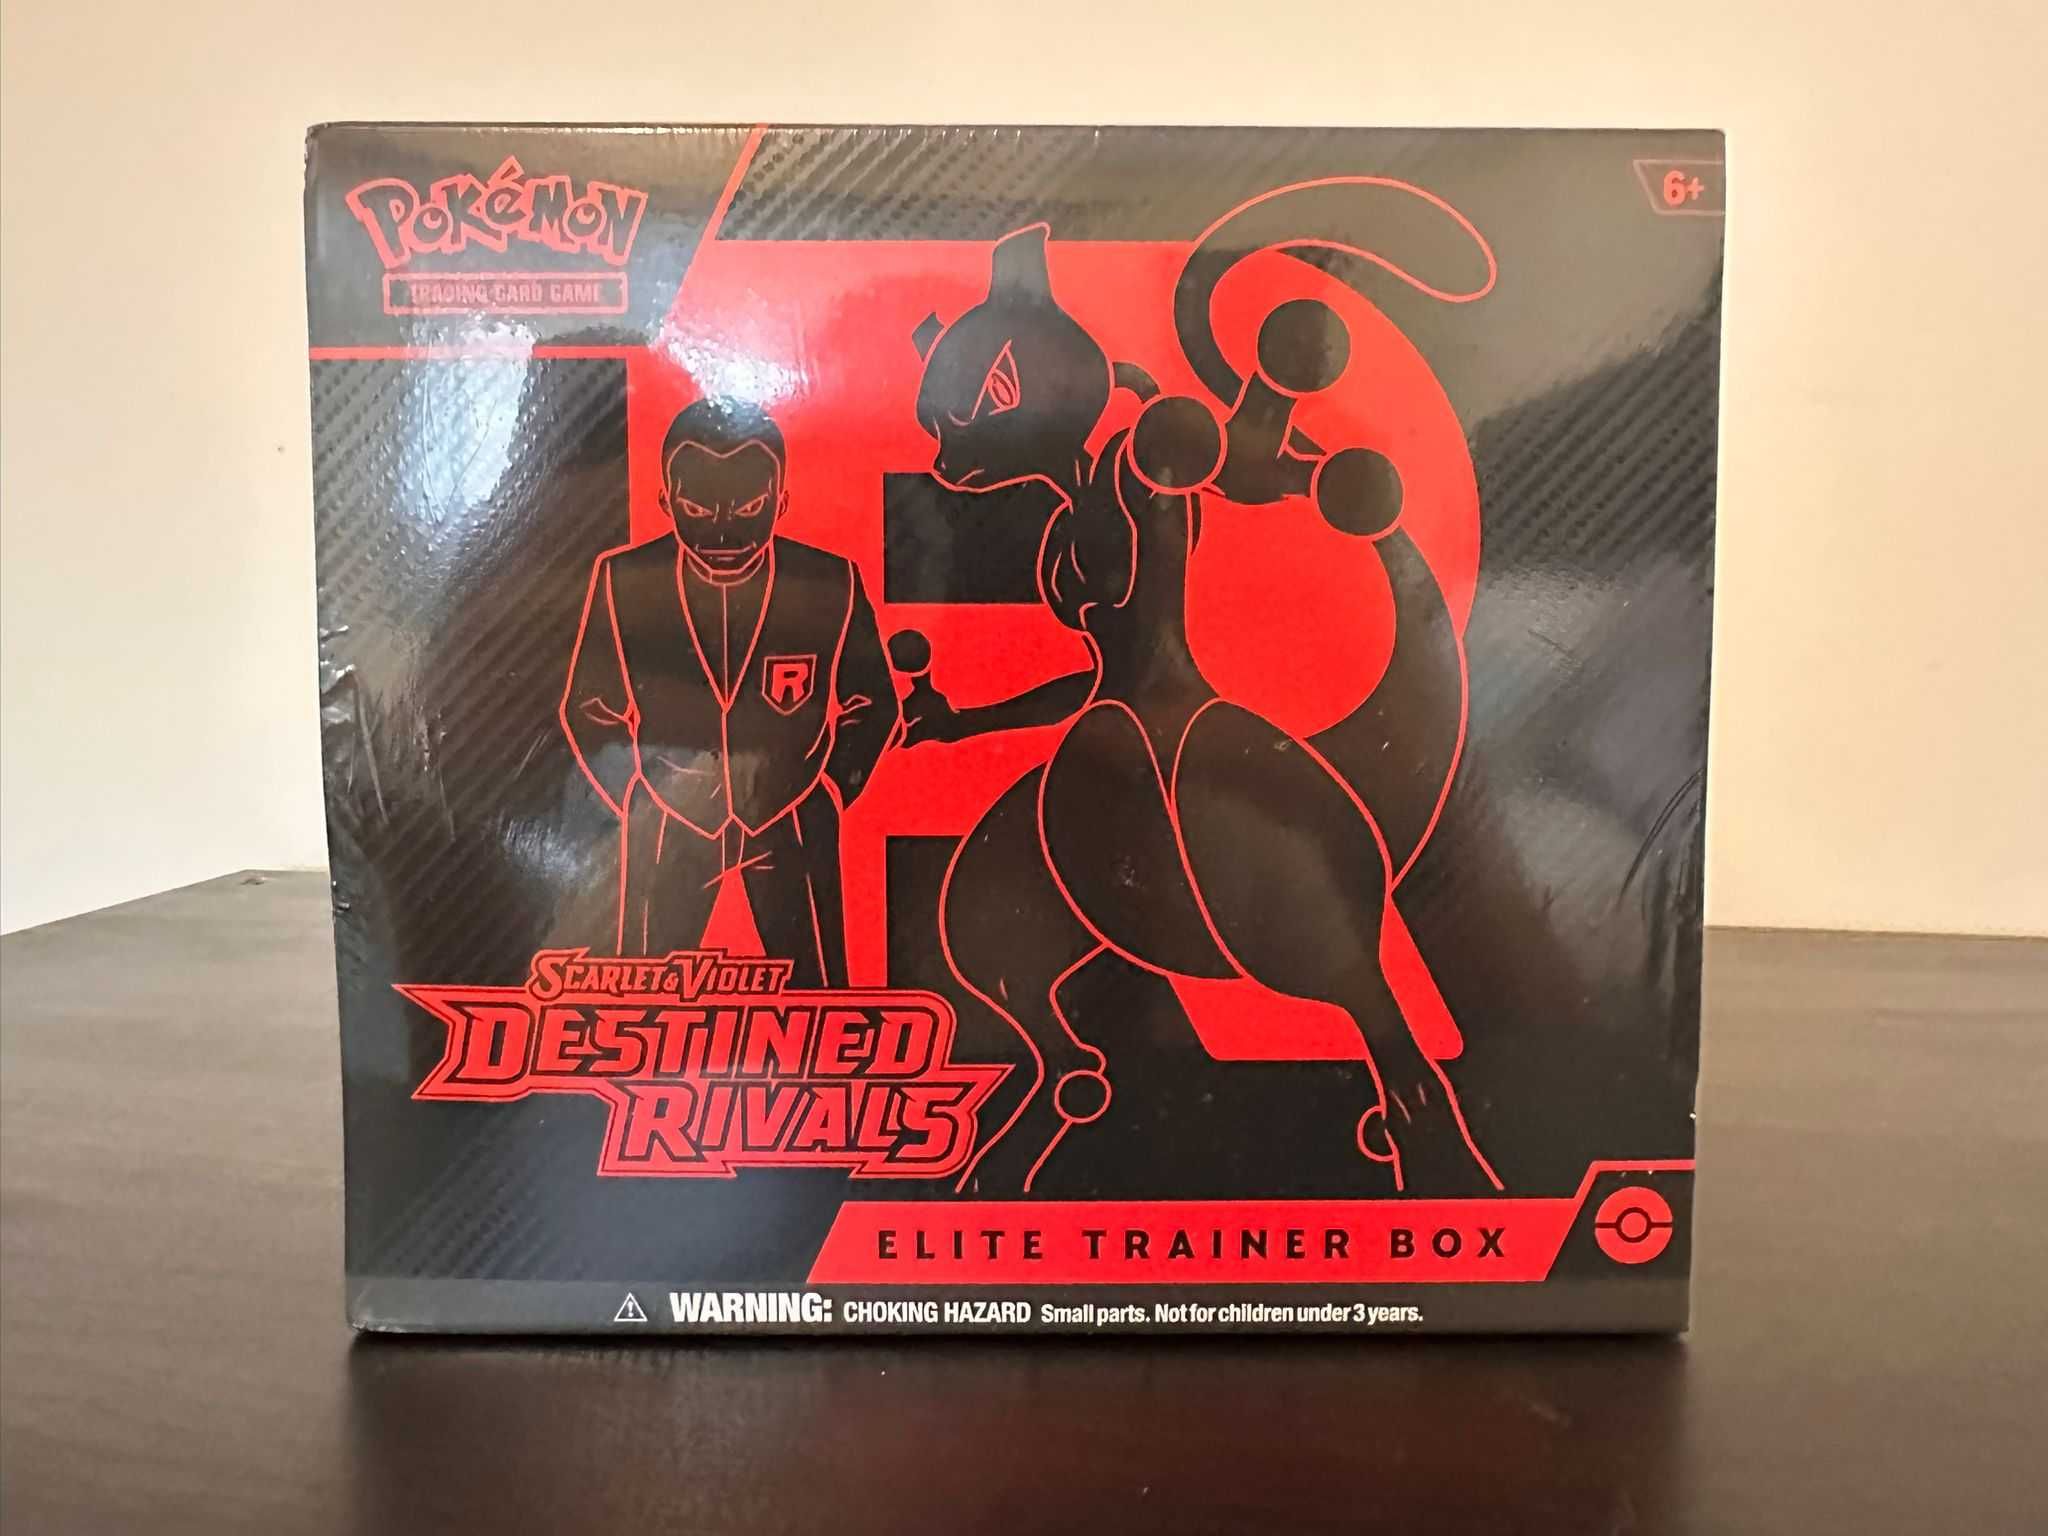 POKéMON
TRADING CARD GAME
6+
R
SCARLET & VIOLET
DESTINED
RIVALS
ELITE TRAINER BOX
WARNING: CHOKING HAZARD Small parts. Not for children under 3 years.